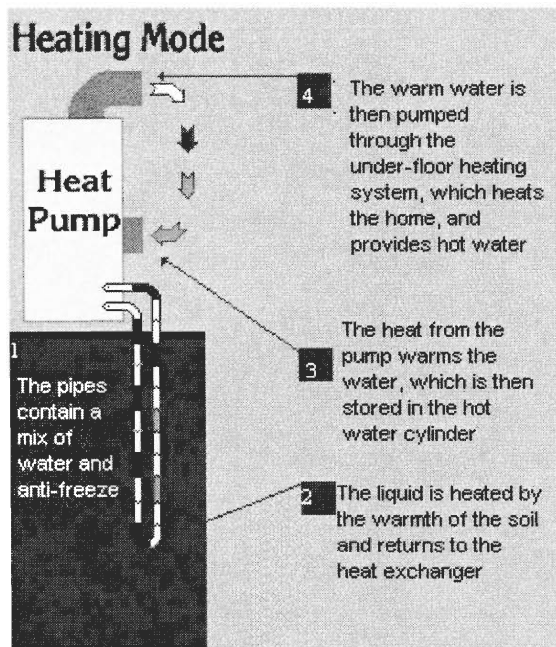 Heating Mode
Heat
Pump
1
The pipes
contain a
mix of
water and
anti-freeze
2
The liquid is heated by
the warmth of the soil
and returns to the
heat exchanger
3
The heat from the
pump warms the
water, which is then
stored in the hot
water cylinder
4
The warm water is
then pumped
through the
under-floor heating
system, which heats
the home, and
provides hot water